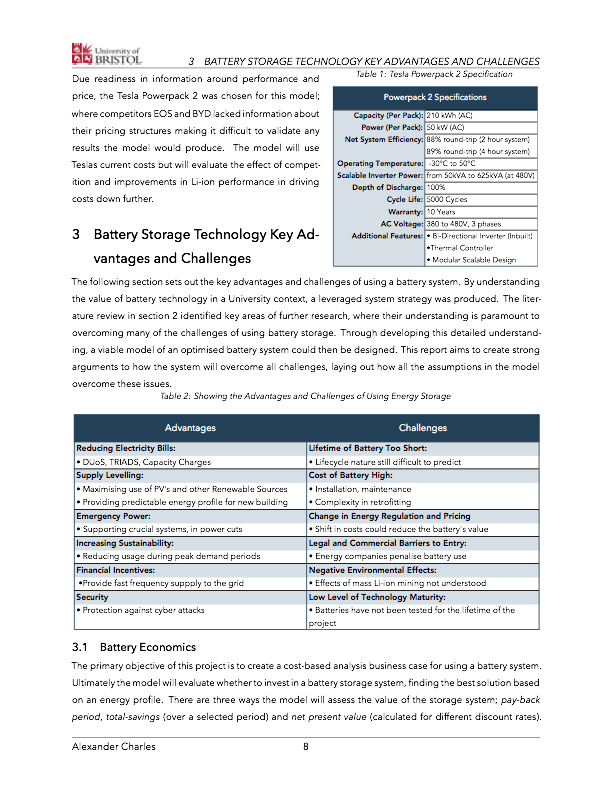 University of
BRISTOL
3 BATTERY STORAGE TECHNOLOGY KEY ADVANTAGES AND CHALLENGES
Due readiness in information around performance and
price, the Tesla Powerpack 2 was chosen for this model;
where competitors EOS and BYD lacked information about
their pricing structures making it difficult to validate any
results the model would produce. The model will use
Teslas current costs but will evaluate the effect of compet-
ition and improvements in Li-ion performance in driving
costs down further.
Table 1: Tesla Powerpack 2 Specification
Powerpack 2 Specifications
Capacity (Per Pack): 210 kWh (AC)
Power (Per Pack): 50 kW (AC)
Net System Efficiency: 88% round-trip (2 hour system)
89% round-trip (4 hour system)
Operating Temperature: -30°C to 50°C
Scalable Inverter Power: from 50kVA to 625kVA (at 480V)
Depth of Discharge: 100%
Cycle Life: 5000 Cycles
Warranty: 10 Years
AC Voltage: 380 to 480V, 3 phases
Additional Features: • Bi-Directional Inverter (Inbuilt)
•Thermal Controller
• Modular Scalable Design
3 Battery Storage Technology Key Ad-
vantages and Challenges
The following section sets out the key advantages and challenges of using a battery system. By understanding
the value of battery technology in a University context, a leveraged system strategy was produced. The liter-
ature review in section 2 identified key areas of further research, where their understanding is paramount to
overcoming many of the challenges of using battery storage. Through developing this detailed understand-
ing, a viable model of an optimised battery system could then be designed. This report aims to create strong
arguments to how the system will overcome all challenges, laying out how all the assumptions in the model
overcome these issues.
Table 2: Showing the Advantages and Challenges of Using Energy Storage
Advantages Challenges
Reducing Electricity Bills: Lifetime of Battery Too Short:
• DUoS, TRIADS, Capacity Charges • Lifecycle nature still difficult to predict
Supply Levelling: Cost of Battery High:
• Maximising use of PV's and other Renewable Sources • Installation, maintenance
• Providing predictable energy profile for new building • Complexity in retrofitting
Emergency Power: Change in Energy Regulation and Pricing
• Supporting crucial systems, in power cuts • Shift in costs could reduce the battery's value
Increasing Sustainability: Legal and Commercial Barriers to Entry:
• Reducing usage during peak demand periods • Energy companies penalise battery use
Financial Incentives: Negative Environmental Effects:
•Provide fast frequency suppply to the grid • Effects of mass Li-ion mining not understood
Security Low Level of Technology Maturity:
• Protection against cyber attacks • Batteries have not been tested for the lifetime of the
project
3.1 Battery Economics
The primary objective of this project is to create a cost-based analysis business case for using a battery system.
Ultimately the model will evaluate whether to invest in a battery storage system, finding the best solution based
on an energy profile. There are three ways the model will assess the value of the storage system; pay-back
period, total-savings (over a selected period) and net present value (calculated for different discount rates).
Alexander Charles 8